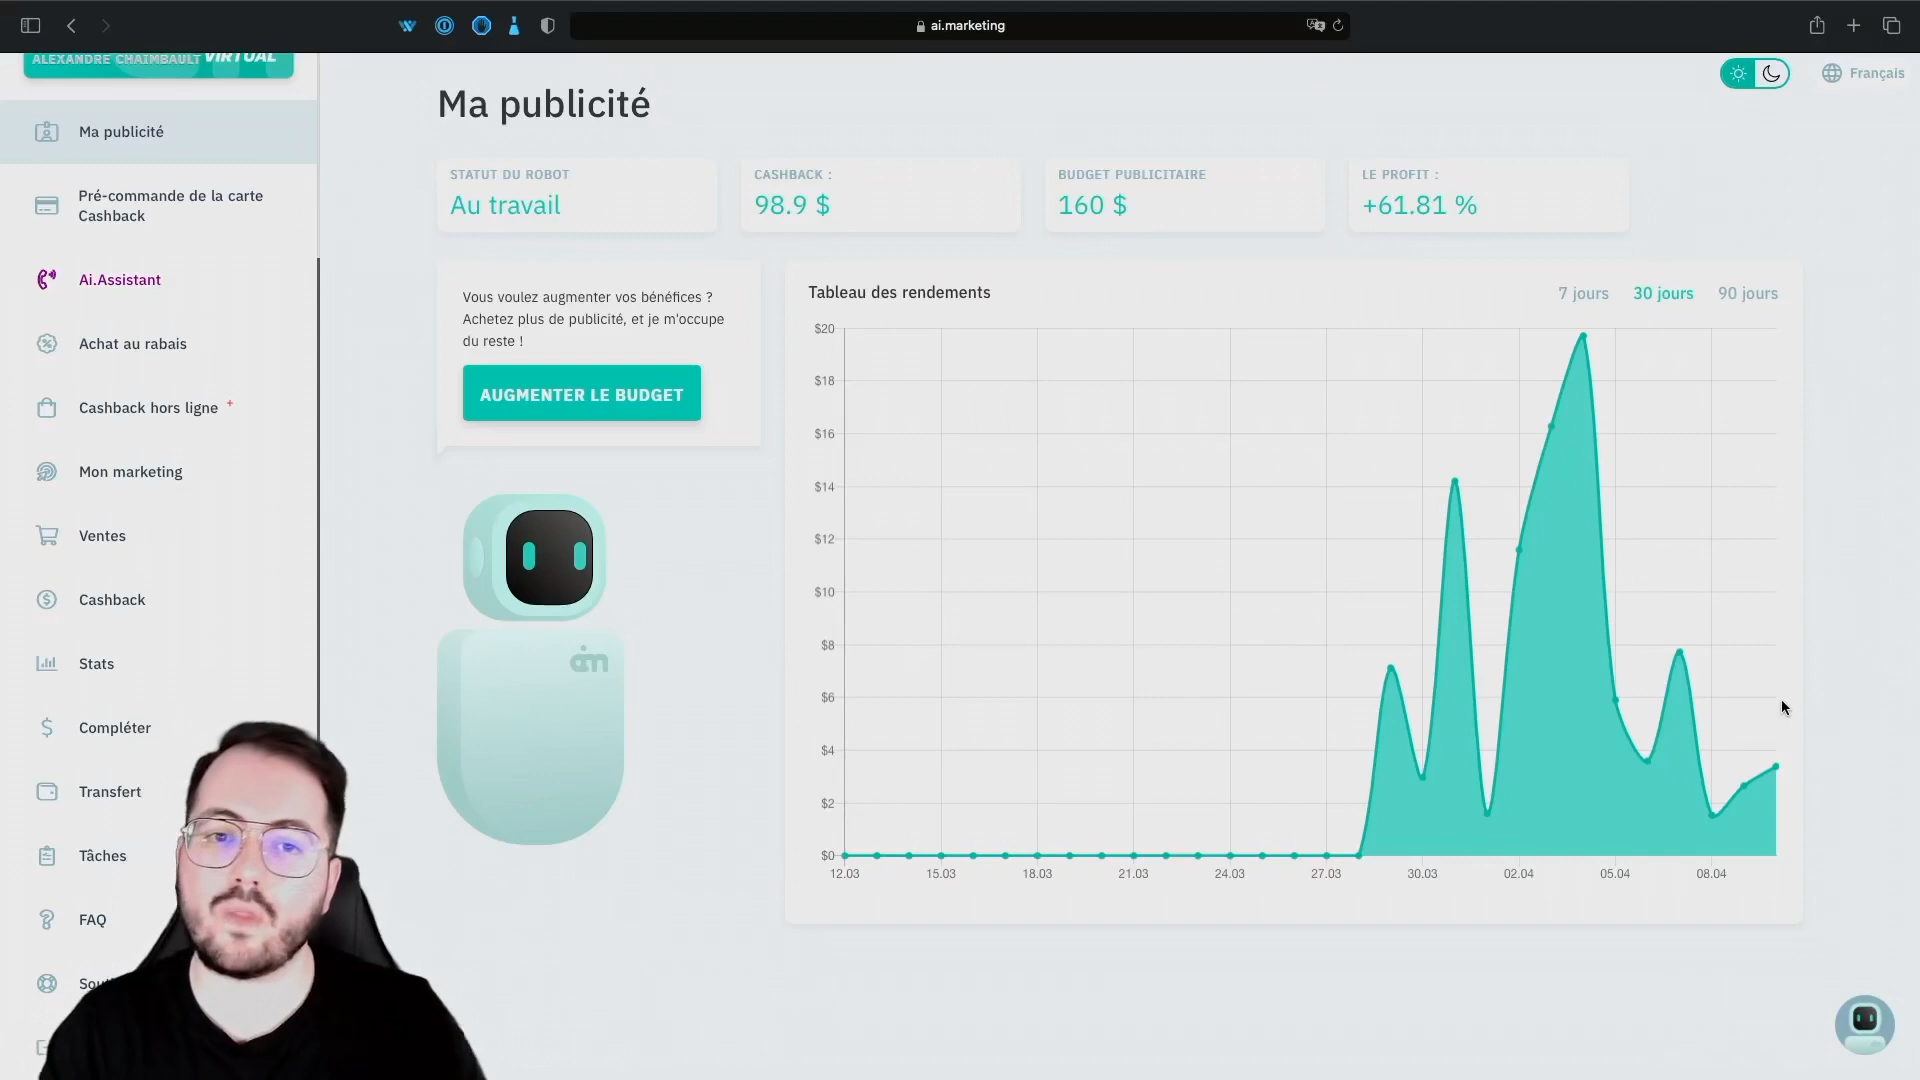 ai.marketing
ALEXANDRE CHAIMBAULT VIRTUAL
Français
Ma publicité
Pré-commande de la carte
Cashback
Ai.Assistant
Achat au rabais
Cashback hors ligne +
Mon marketing
Ventes
Cashback
Stats
Compléter
Transfert
Tâches
FAQ
Ma publicité
STATUT DU ROBOT
Au travail
CASHBACK :
98.9 $
BUDGET PUBLICITAIRE
160 $
LE PROFIT :
+61.81 %
Vous voulez augmenter vos bénéfices ?
Achetez plus de publicité, et je m'occupe
du reste !
AUGMENTER LE BUDGET
aim
Tableau des rendements
7 jours 30 jours 90 jours
$20
$18
$16
$14
$12
$10
$8
$6
$4
$2
$0
12.03 15.03 18.03 21.03 24.03 27.03 30.03 02.04 05.04 08.04